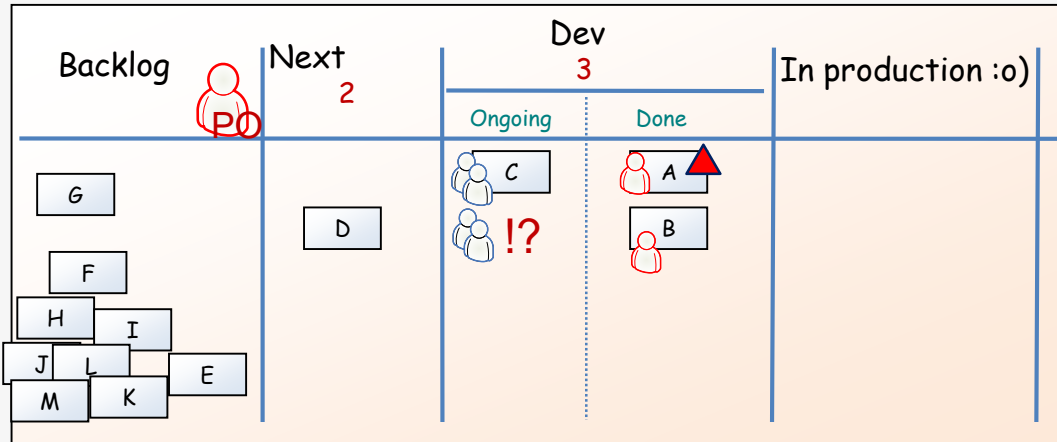 Backlog
PO
Next
2
Dev
3
In production :o)
Ongoing
Done
G
F
H
I
J
L
E
M
K
D
C
!?
A
B